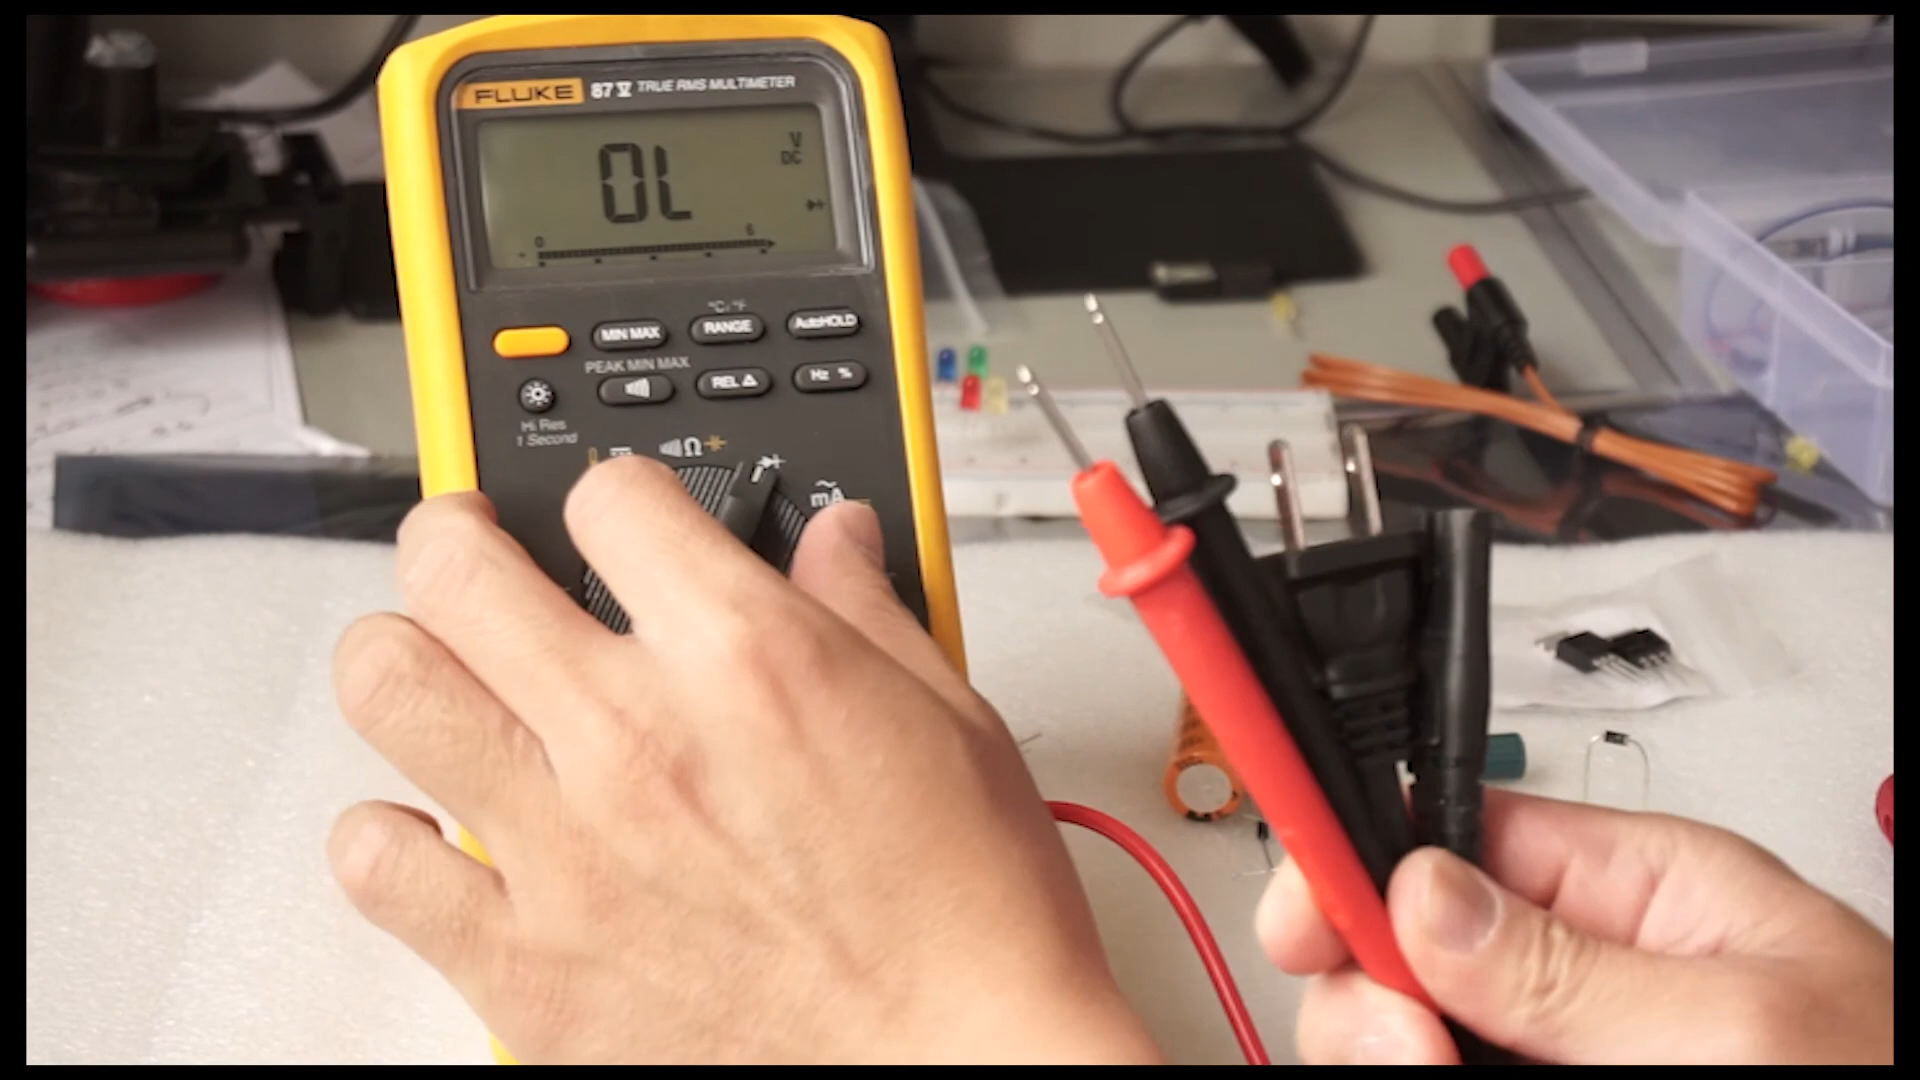 FLUKE 87 V TRUE RMS MULTIMETER
OL
V
DC
0 6
°C, °F
MIN MAX RANGE AutoHOLD
PEAK MIN MAX
REL Δ Hz %
Hi Res
1 Second
Ω
mA